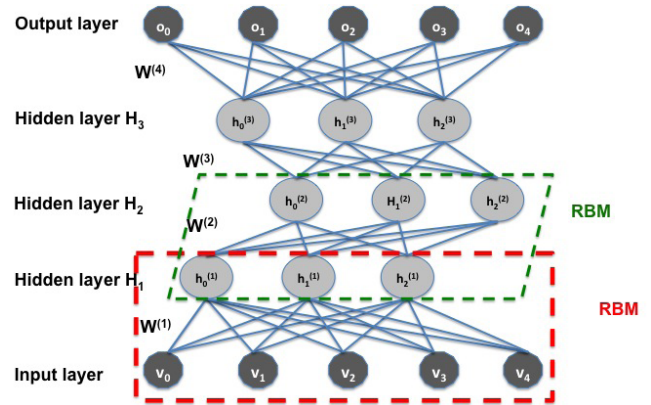 Output layer o₀ o₁ o₂ o₃ o₄
W⁽⁴⁾
Hidden layer H₃ h₀⁽³⁾ h₁⁽³⁾ h₂⁽³⁾
W⁽³⁾
Hidden layer H₂ h₀⁽²⁾ H₁⁽²⁾ h₂⁽²⁾ RBM
W⁽²⁾
Hidden layer H₁ h₀⁽¹⁾ h₁⁽¹⁾ h₂⁽¹⁾
RBM
W⁽¹⁾
Input layer v₀ v₁ v₂ v₃ v₄